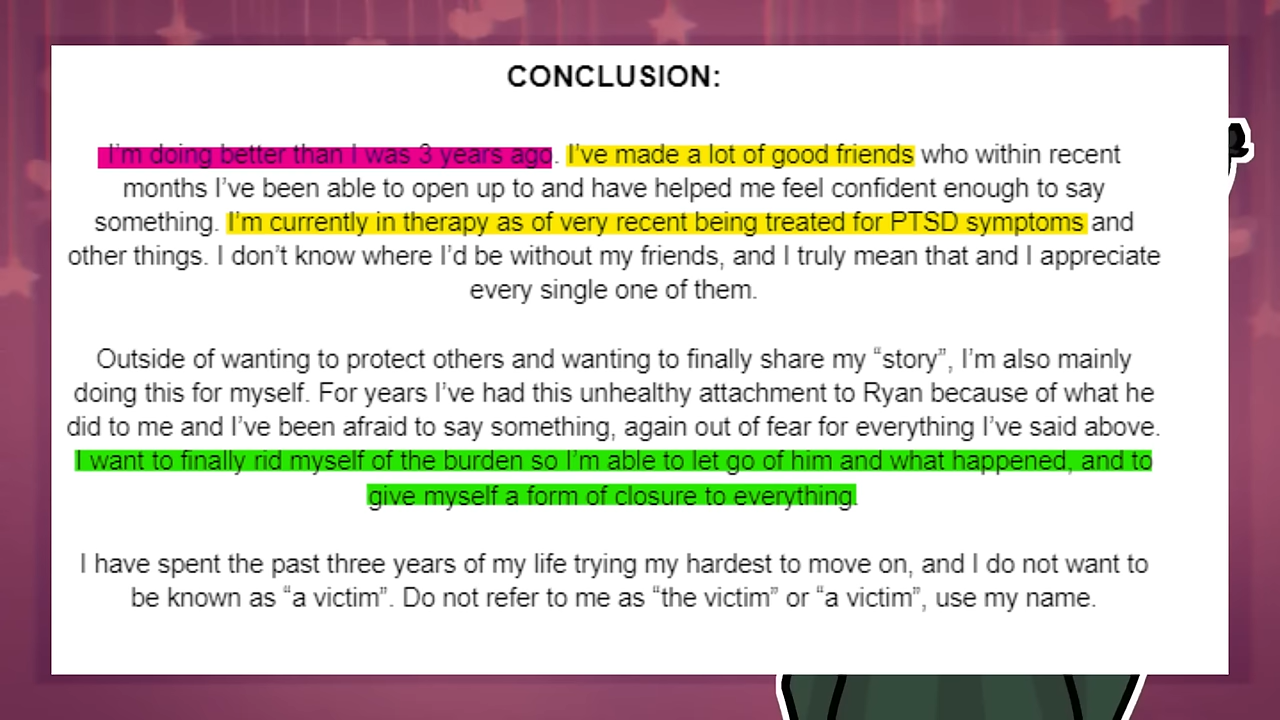 CONCLUSION:
I'm doing better than I was 3 years ago. I've made a lot of good friends who within recent
months I've been able to open up to and have helped me feel confident enough to say
something. I'm currently in therapy as of very recent being treated for PTSD symptoms and
other things. I don't know where I'd be without my friends, and I truly mean that and I appreciate
every single one of them.
Outside of wanting to protect others and wanting to finally share my “story”, I'm also mainly
doing this for myself. For years I've had this unhealthy attachment to Ryan because of what he
did to me and I've been afraid to say something, again out of fear for everything I've said above.
I want to finally rid myself of the burden so I'm able to let go of him and what happened, and to
give myself a form of closure to everything.
I have spent the past three years of my life trying my hardest to move on, and I do not want to
be known as “a victim”. Do not refer to me as “the victim” or “a victim”, use my name.